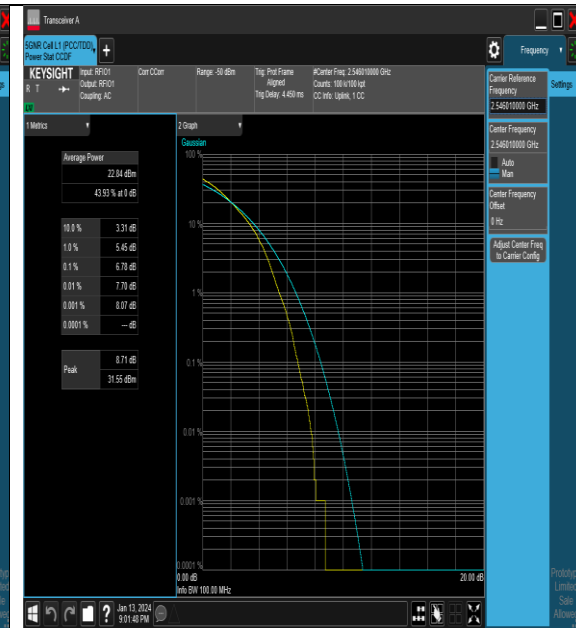 Transceiver A
5GNR Cell L1 (PCC/TDD),
Power Stat CCDF
KEYSIGHT
R T
LV
Input: RFIO1
Output: RFIO1
Coupling: AC
Corr CCorr
Range: -50 dBm
Trig: Prot Frame
Aligned
Trig Delay: 4.450 ms
#Center Freq: 2.546010000 GHz
Counts: 100 k/100 kpt
CC Info: Uplink, 1 CC
1 Metrics
Average Power
22.84 dBm
43.93 % at 0 dB
10.0 % 3.31 dB
1.0 % 5.45 dB
0.1 % 6.78 dB
0.01 % 7.70 dB
0.001 % 8.07 dB
0.0001 % --- dB
Peak
8.71 dB
31.55 dBm
2 Graph
Gaussian
100 %
10 %
1 %
0.1 %
0.01 %
0.001 %
0.0001 %
0.00 dB 20.00 dB
Info BW 100.00 MHz
Frequency
Carrier Reference
Frequency
2.546010000 GHz
Center Frequency
2.546010000 GHz
Auto
Man
Center Frequency
Offset
0 Hz
Adjust Center Freq
to Carrier Config
Settings
Jan 13, 2024
9:01:48 PM
?